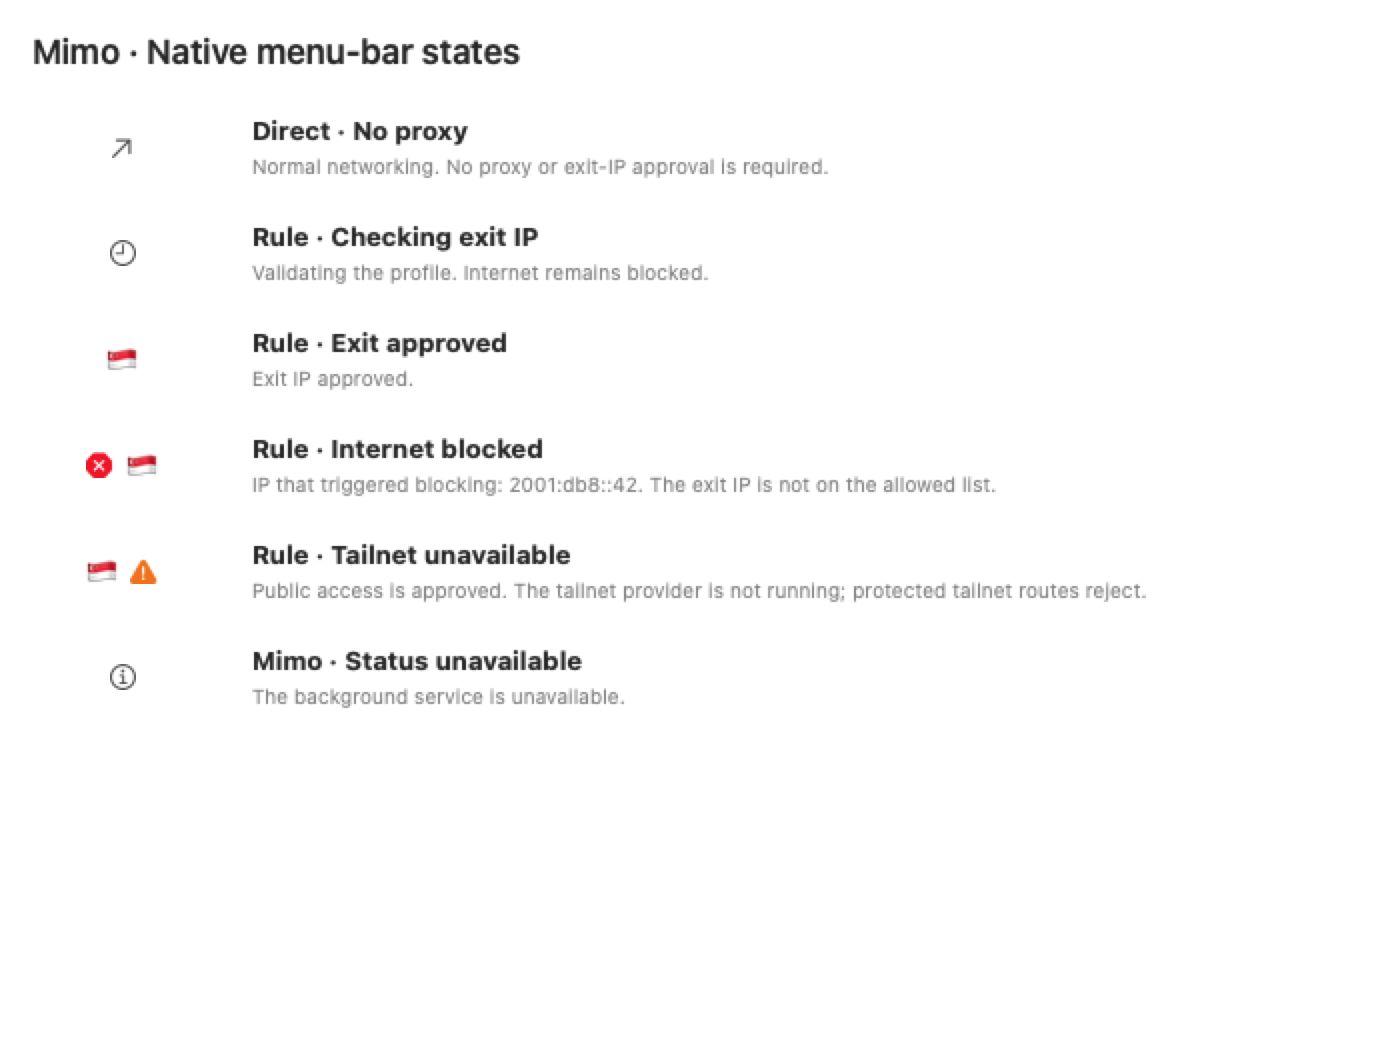 Mimo · Native menu-bar states
Direct · No proxy
Normal networking. No proxy or exit-IP approval is required.
Rule · Checking exit IP
Validating the profile. Internet remains blocked.
Rule · Exit approved
Exit IP approved.
Rule · Internet blocked
IP that triggered blocking: 2001:db8::42. The exit IP is not on the allowed list.
Rule · Tailnet unavailable
Public access is approved. The tailnet provider is not running; protected tailnet routes reject.
Mimo · Status unavailable
The background service is unavailable.